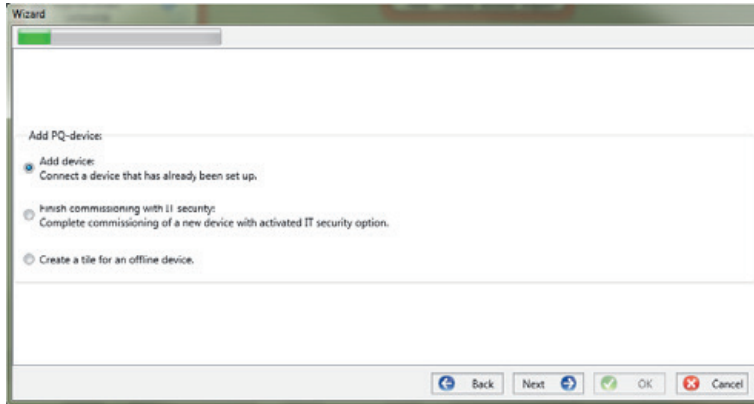 Wizard
Add PQ-device:
Add device:
Connect a device that has already been set up.
Finish commissioning with IT security:
Complete commissioning of a new device with activated IT security option.
Create a tile for an offline device.
Back Next OK Cancel